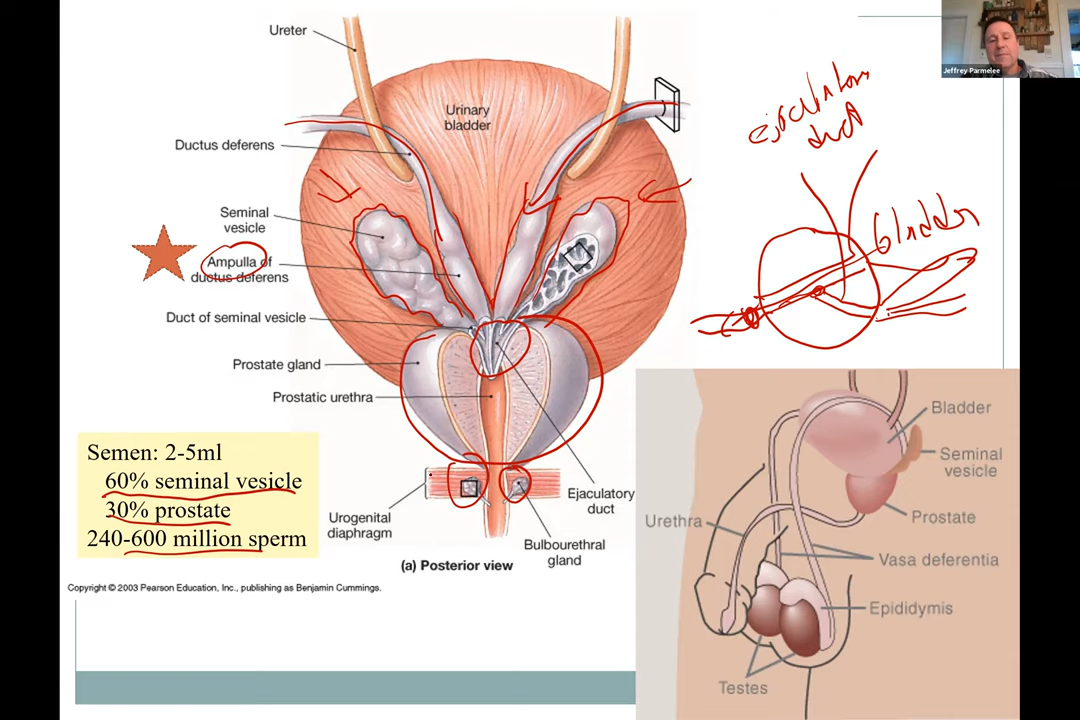 Jeffrey Parmelee
Ureter
Urinary
bladder
Ductus deferens
Seminal
vesicle
Ampulla of
ductus deferens
Duct of seminal vesicle
Prostate gland
Prostatic urethra
Semen: 2-5ml
60% seminal vesicle
30% prostate
240-600 million sperm
Urogenital
diaphragm
Ejaculatory
duct
Bulbourethral
gland
(a) Posterior view
Copyright © 2003 Pearson Education, Inc., publishing as Benjamin Cummings.
ejaculatory
duct
bladder
Bladder
Seminal
vesicle
Prostate
Urethra
Vasa deferentia
Epididymis
Testes